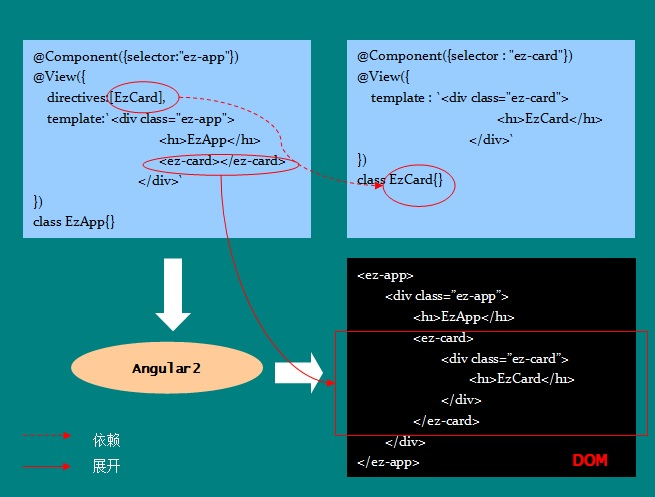 @Component({selector:"ez-app"})
@View({
directives:[EzCard],
template:`<div class="ez-app">
<h1>EzApp</h1>
<ez-card></ez-card>
</div>`
})
class EzApp{}
@Component({selector : "ez-card"})
@View({
template : `<div class="ez-card">
<h1>EzCard</h1>
</div>`
})
class EzCard{}
Angular2
<ez-app>
<div class="ez-app">
<h1>EzApp</h1>
<ez-card>
<div class="ez-card">
<h1>EzCard</h1>
</div>
</ez-card>
</div>
</ez-app>
DOM
依赖
展开